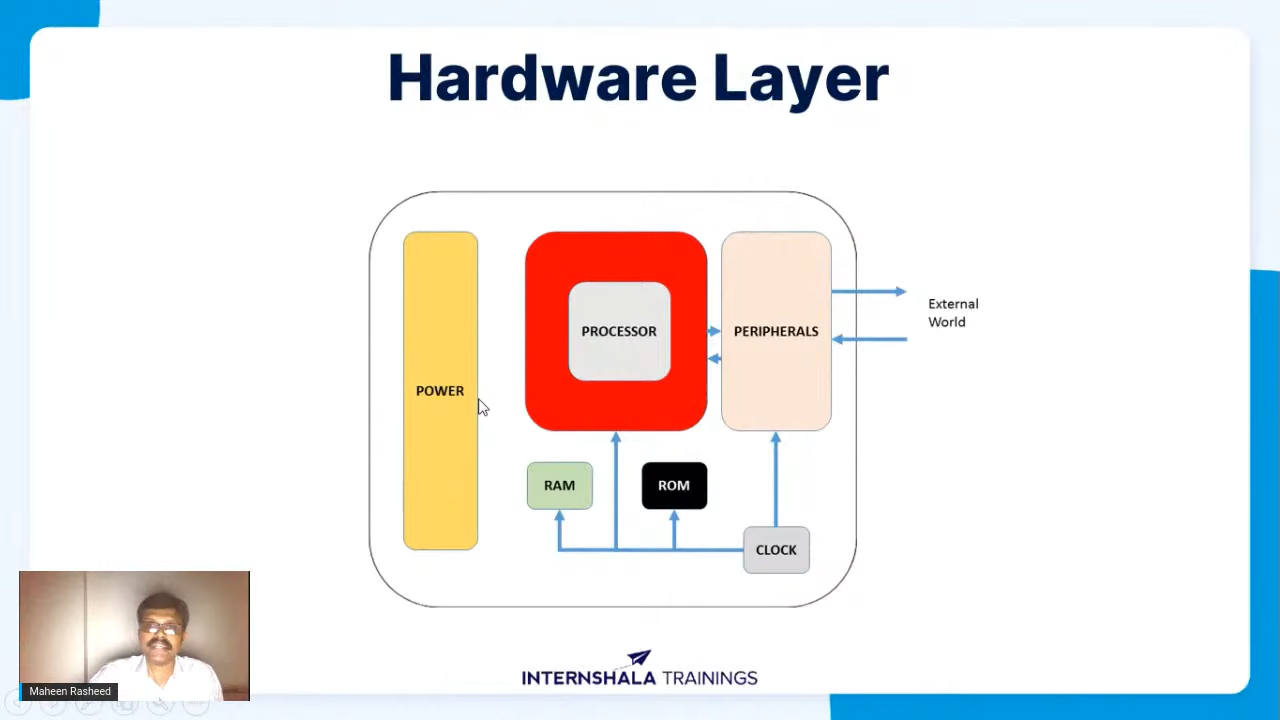 Hardware Layer
PROCESSOR
PERIPHERALS
External
World
POWER
RAM
ROM
CLOCK
INTERNSHALA TRAININGS
Maheen Rasheed